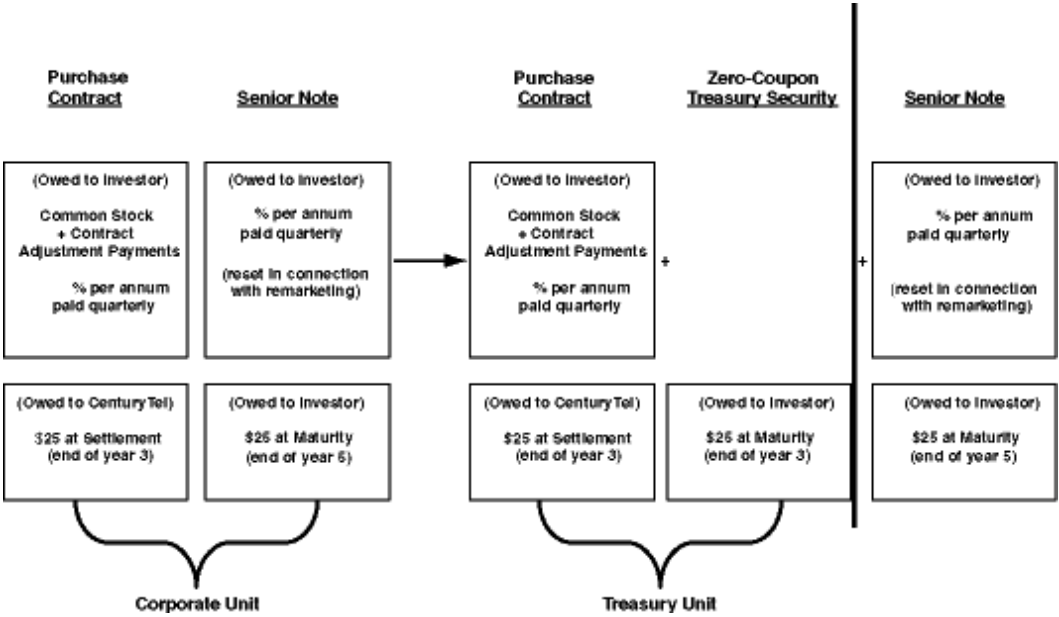 Purchase
Contract
Senior Note
Purchase
Contract
Zero-Coupon
Treasury Security
Senior Note
(Owed to Investor)
Common Stock
+ Contract
Adjustment Payments
% per annum
paid quarterly
(Owed to Investor)
% per annum
paid quarterly
(reset in connection
with remarketing)
(Owed to Investor)
Common Stock
+ Contract
Adjustment Payments
% per annum
paid quarterly
+
+
(Owed to Investor)
% per annum
paid quarterly
(reset in connection
with remarketing)
(Owed to CenturyTel)
$25 at Settlement
(end of year 3)
(Owed to Investor)
$25 at Maturity
(end of year 5)
(Owed to CenturyTel)
$25 at Settlement
(end of year 3)
(Owed to Investor)
$25 at Maturity
(end of year 3)
(Owed to Investor)
$25 at Maturity
(end of year 5)
Corporate Unit
Treasury Unit